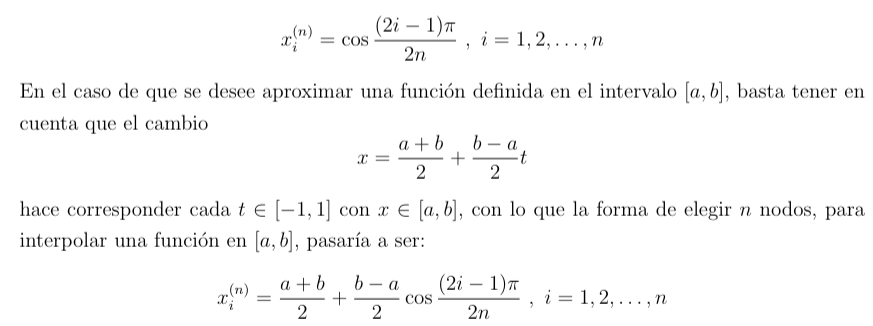 $x_i^{(n)} = \cos \frac{(2i-1)\pi}{2n}\ ,\ i = 1, 2, \ldots, n$
En el caso de que se desee aproximar una función definida en el intervalo $[a, b]$, basta tener en
cuenta que el cambio
$x = \frac{a+b}{2} + \frac{b-a}{2}t$
hace corresponder cada $t \in [-1, 1]$ con $x \in [a, b]$, con lo que la forma de elegir $n$ nodos, para
interpolar una función en $[a, b]$, pasaría a ser:
$x_i^{(n)} = \frac{a+b}{2} + \frac{b-a}{2} \cos \frac{(2i-1)\pi}{2n}\ ,\ i = 1, 2, \ldots, n$